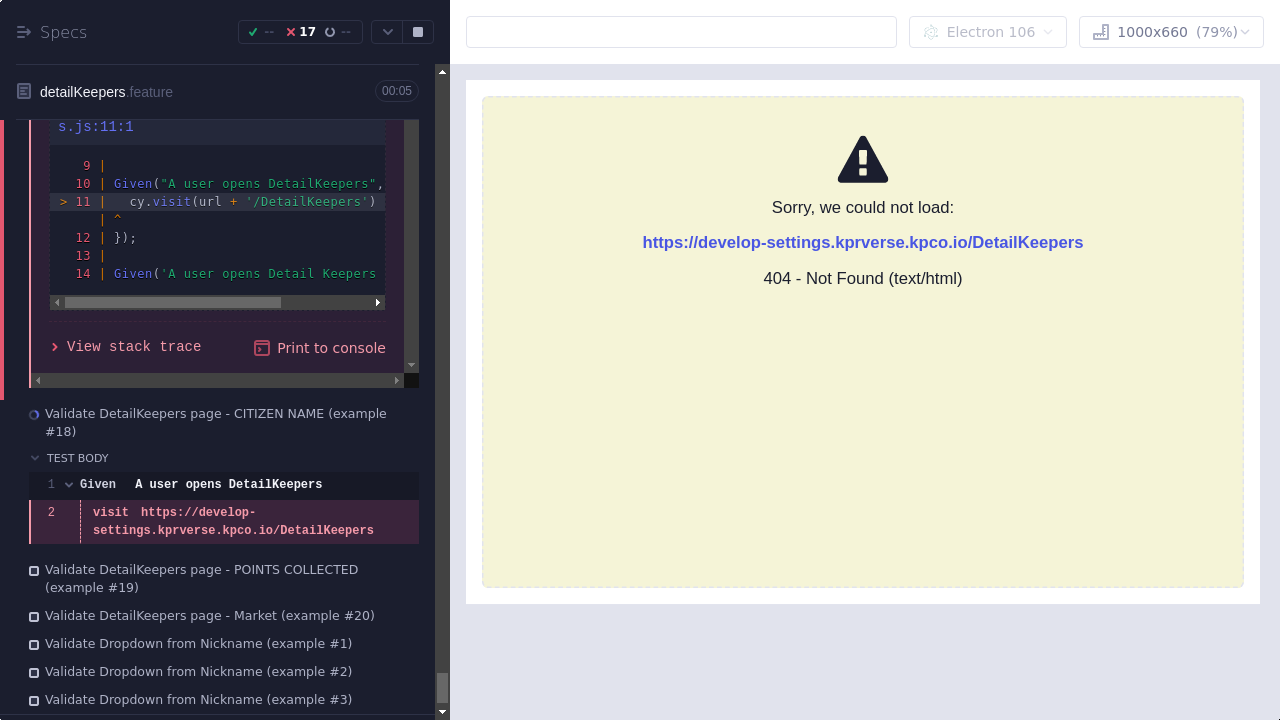 Specs
-- 17 --
detailKeepers.feature 00:05
s.js:11:1
9 |
10 | Given("A user opens DetailKeepers",
> 11 |   cy.visit(url + '/DetailKeepers')
| ^
12 | });
13 |
14 | Given('A user opens Detail Keepers
View stack trace
Print to console
Validate DetailKeepers page - CITIZEN NAME (example
#18)
TEST BODY
1 Given A user opens DetailKeepers
2 visit https://develop-
settings.kprverse.kpco.io/DetailKeepers
Validate DetailKeepers page - POINTS COLLECTED
(example #19)
Validate DetailKeepers page - Market (example #20)
Validate Dropdown from Nickname (example #1)
Validate Dropdown from Nickname (example #2)
Validate Dropdown from Nickname (example #3)
Electron 106
1000x660 (79%)
Sorry, we could not load:
https://develop-settings.kprverse.kpco.io/DetailKeepers
404 - Not Found (text/html)